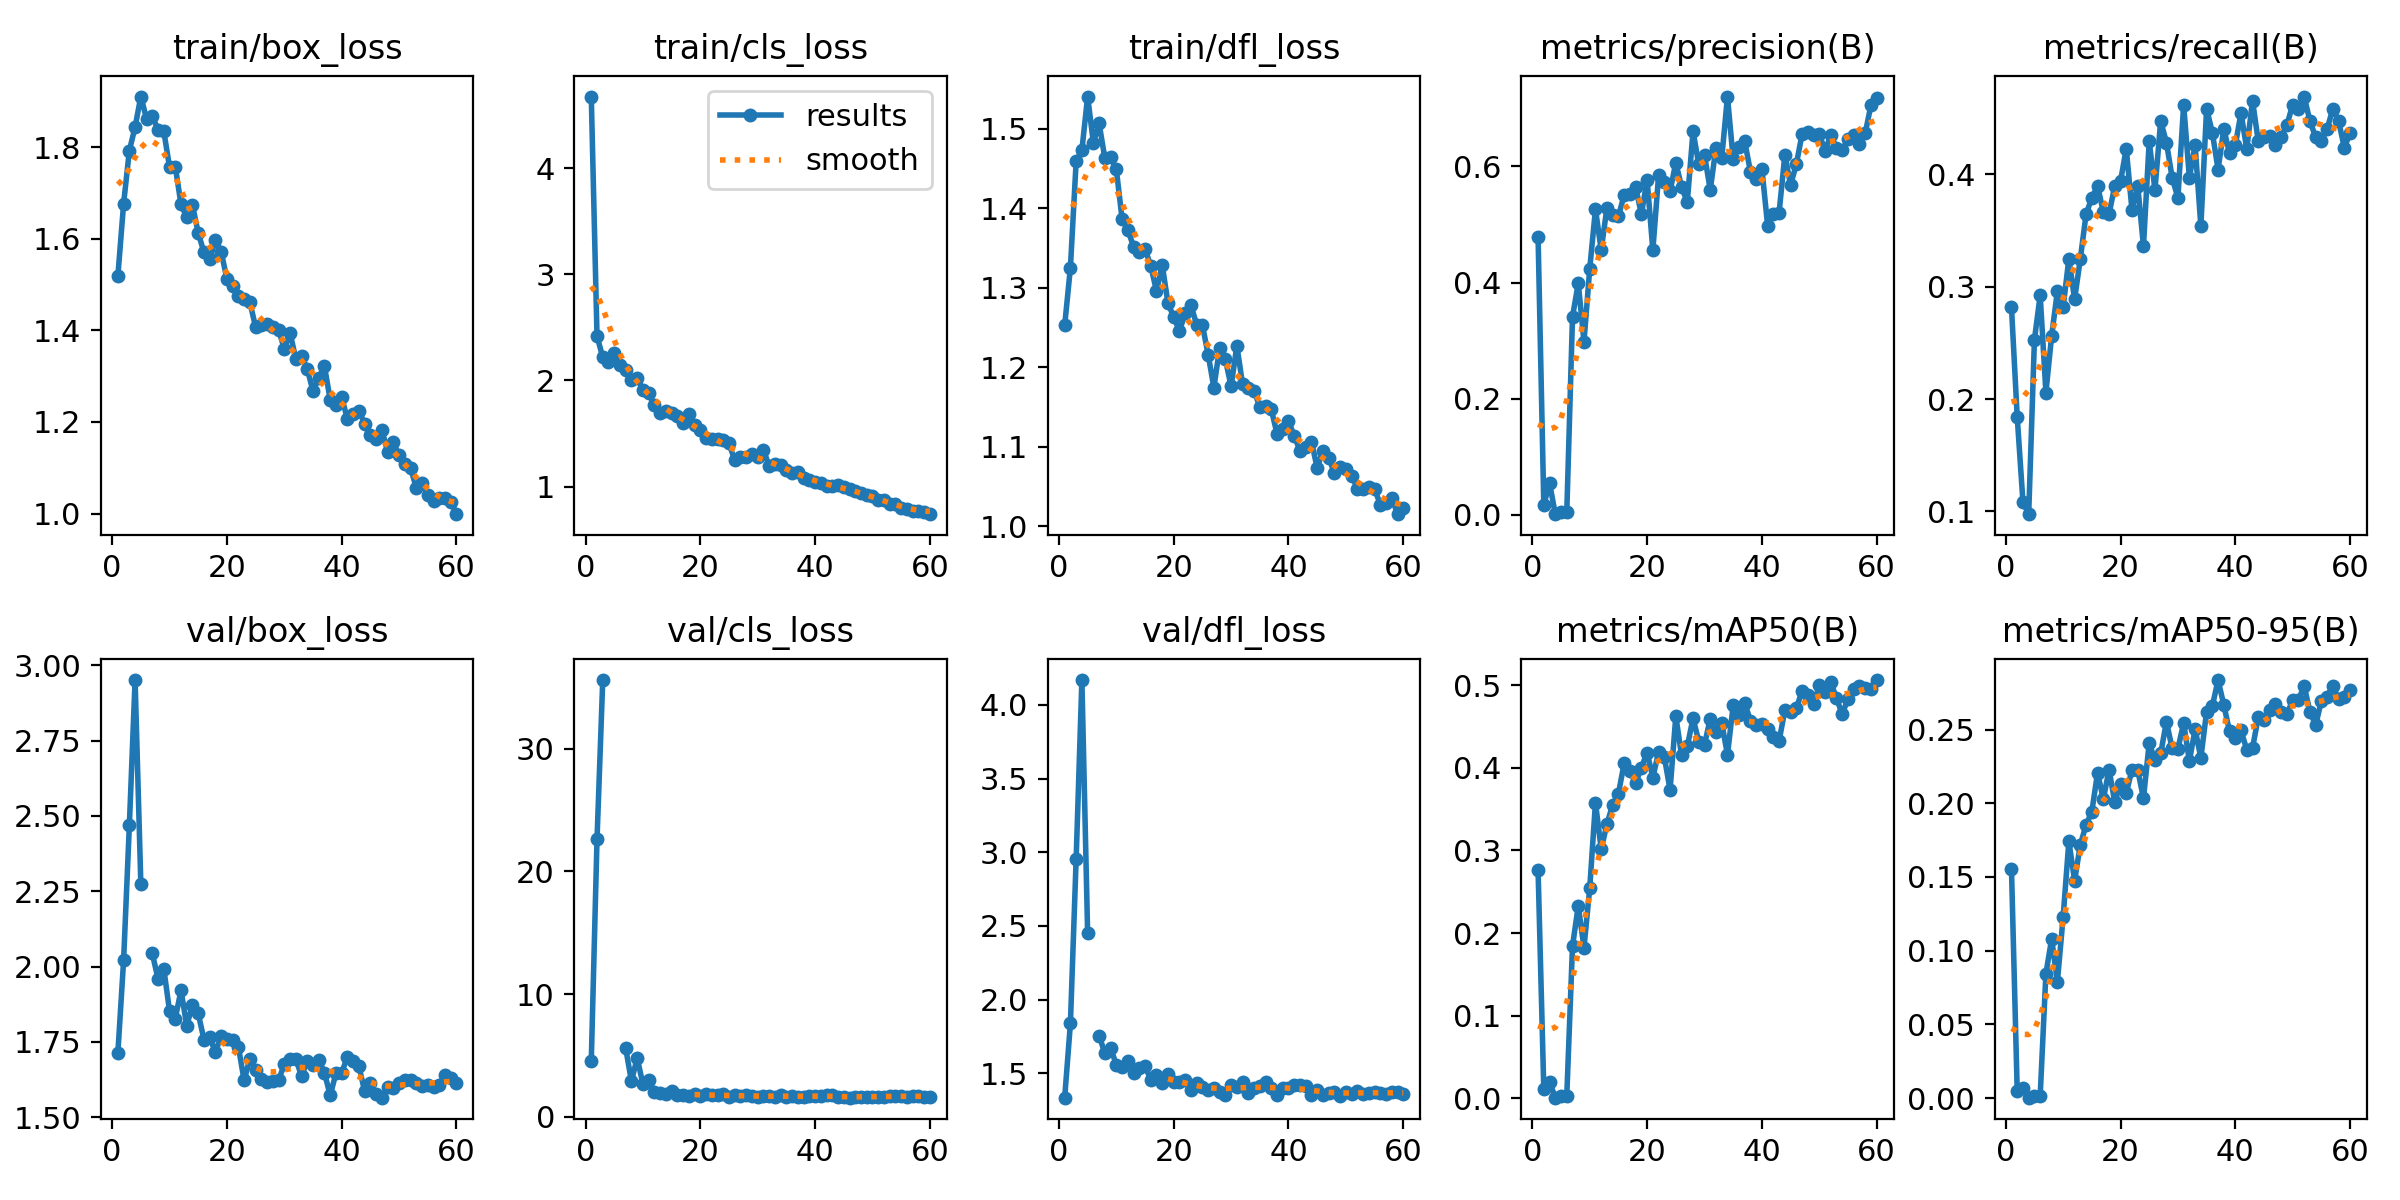 train/box_loss
train/cls_loss
train/dfl_loss
metrics/precision(B)
metrics/recall(B)
results
smooth
1.8
1.6
1.4
1.2
1.0
0 20 40 60
4
3
2
1
0 20 40 60
1.5
1.4
1.3
1.2
1.1
1.0
0 20 40 60
0.6
0.4
0.2
0.0
0 20 40 60
0.4
0.3
0.2
0.1
0 20 40 60
val/box_loss
val/cls_loss
val/dfl_loss
metrics/mAP50(B)
metrics/mAP50-95(B)
3.00
2.75
2.50
2.25
2.00
1.75
1.50
0 20 40 60
30
20
10
0
0 20 40 60
4.0
3.5
3.0
2.5
2.0
1.5
0 20 40 60
0.5
0.4
0.3
0.2
0.1
0.0
0 20 40 60
0.25
0.20
0.15
0.10
0.05
0.00
0 20 40 60